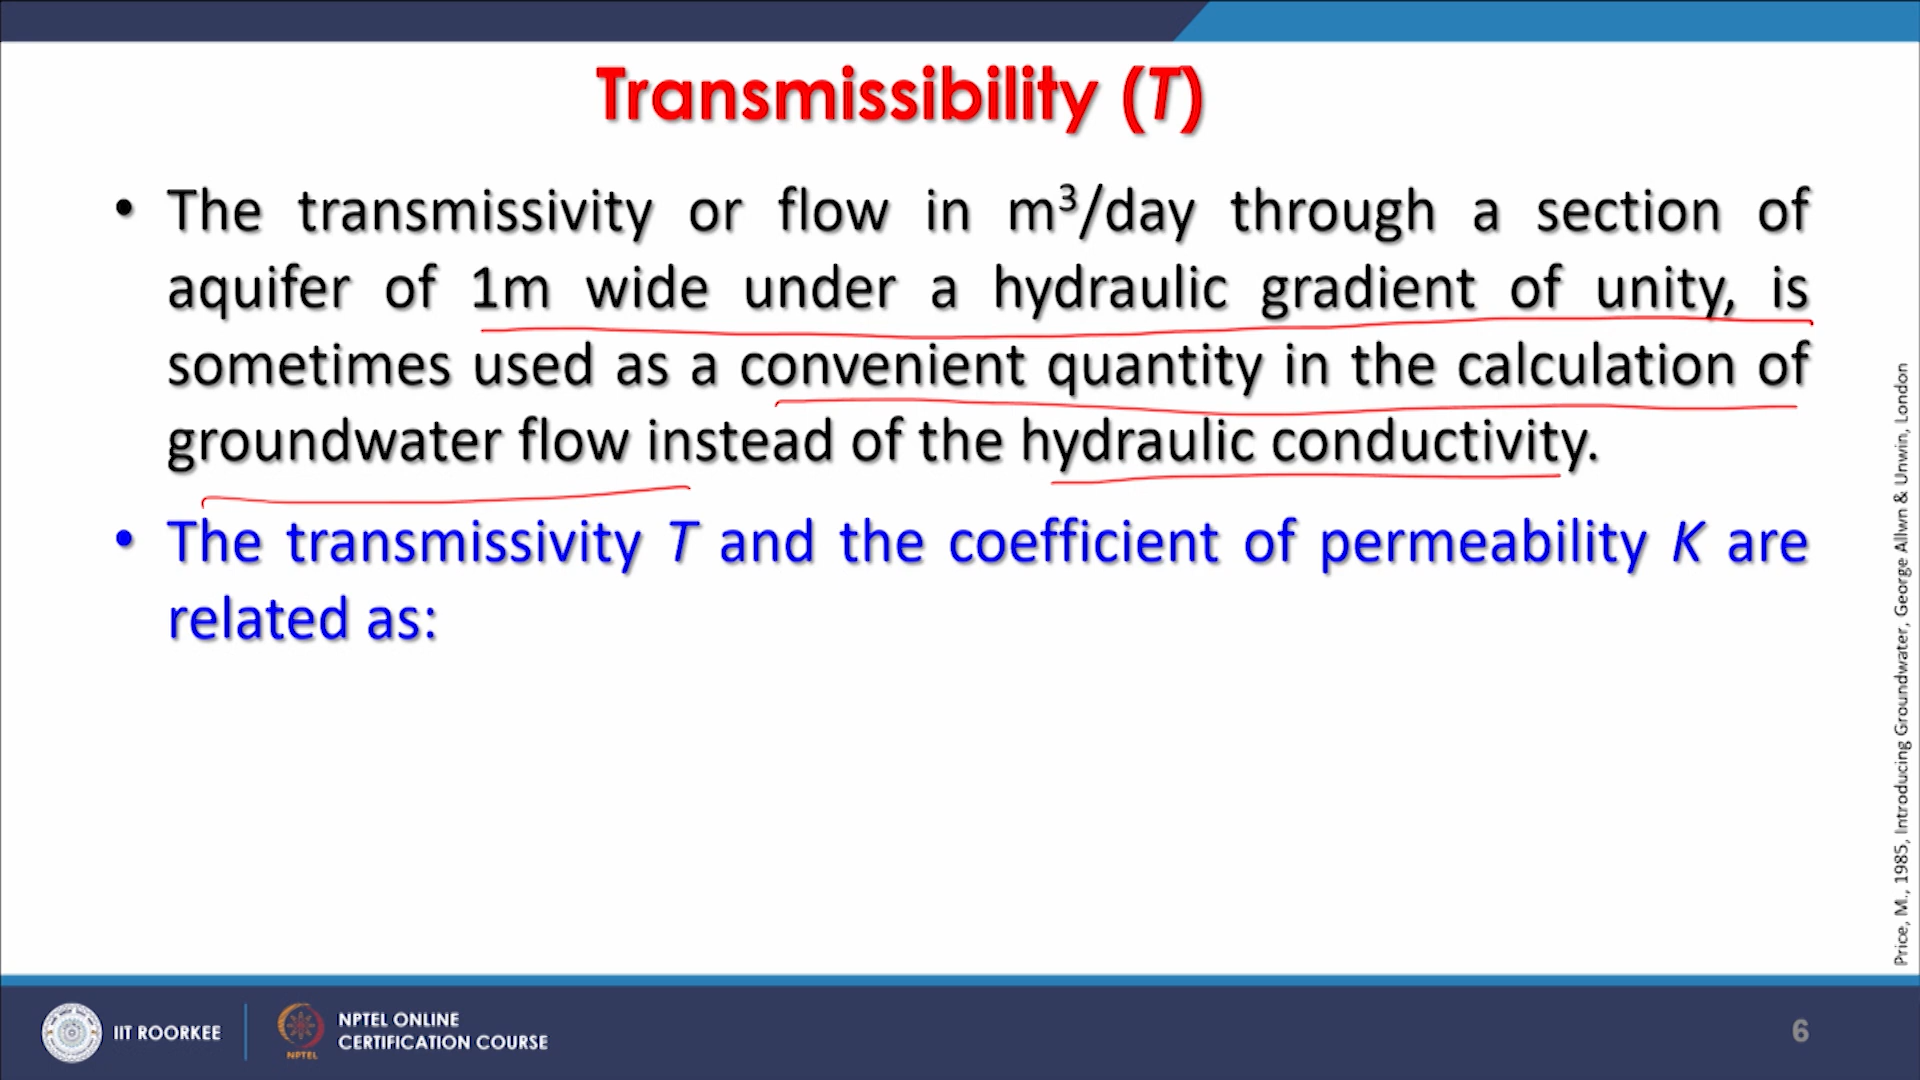 Transmissibility (T)
• The transmissivity or flow in m³/day through a section of
aquifer of 1m wide under a hydraulic gradient of unity, is
sometimes used as a convenient quantity in the calculation of
groundwater flow instead of the hydraulic conductivity.
• The transmissivity T and the coefficient of permeability K are
related as:
Price, M., 1985, Introducing Groundwater, George Allwn & Unwin, London
IIT ROORKEE
NPTEL
NPTEL ONLINE
CERTIFICATION COURSE
6